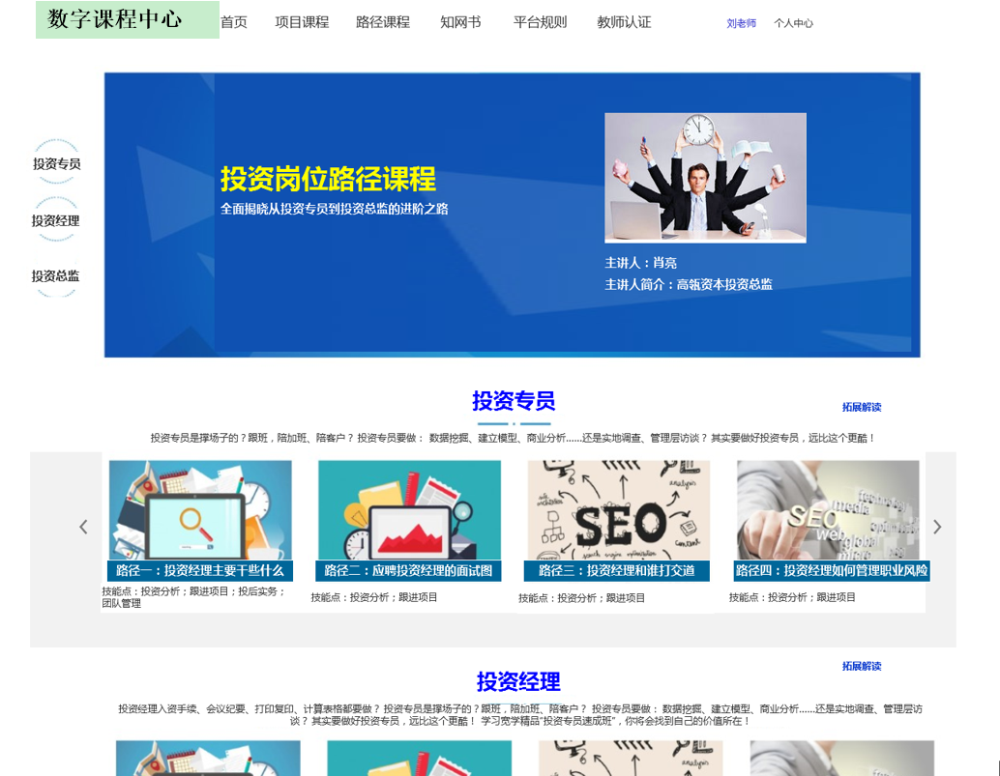 数字课程中心
首页 项目课程 路径课程 知网书 平台规则 教师认证 刘老师 个人中心
投资专员
投资经理
投资总监
投资岗位路径课程
全面揭晓从投资专员到投资总监的进阶之路
主讲人：肖亮
主讲人简介：高瓴资本投资总监
投资专员
拓展解读
投资专员是撑场子的？跟班，陪加班、陪客户？ 投资专员要做： 数据挖掘、建立模型、商业分析……还是实地调查、管理层访谈？ 其实要做好投资专员，远比这个更酷！
SEO
analysis
content
SEO
media
Web
路径一：投资经理主要干些什么
路径二：应聘投资经理的面试图
路径三：投资经理和谁打交道
路径四：投资经理如何管理职业风险
技能点：投资分析；跟进项目；投后实务；
团队管理
技能点：投资分析；跟进项目
技能点：投资分析；跟进项目
技能点：投资分析；跟进项目
拓展解读
投资经理
投资经理入资手续、会议纪要、打印复印、计算表格都要做？ 投资专员是撑场子的？跟班，陪加班、陪客户？ 投资专员要做： 数据挖掘、建立模型、商业分析……还是实地调查、管理层访
谈？ 其实要做好投资专员，远比这个更酷！ 学习宽学精品“投资专员速成班”，你将会找到自己的价值所在！
analysis